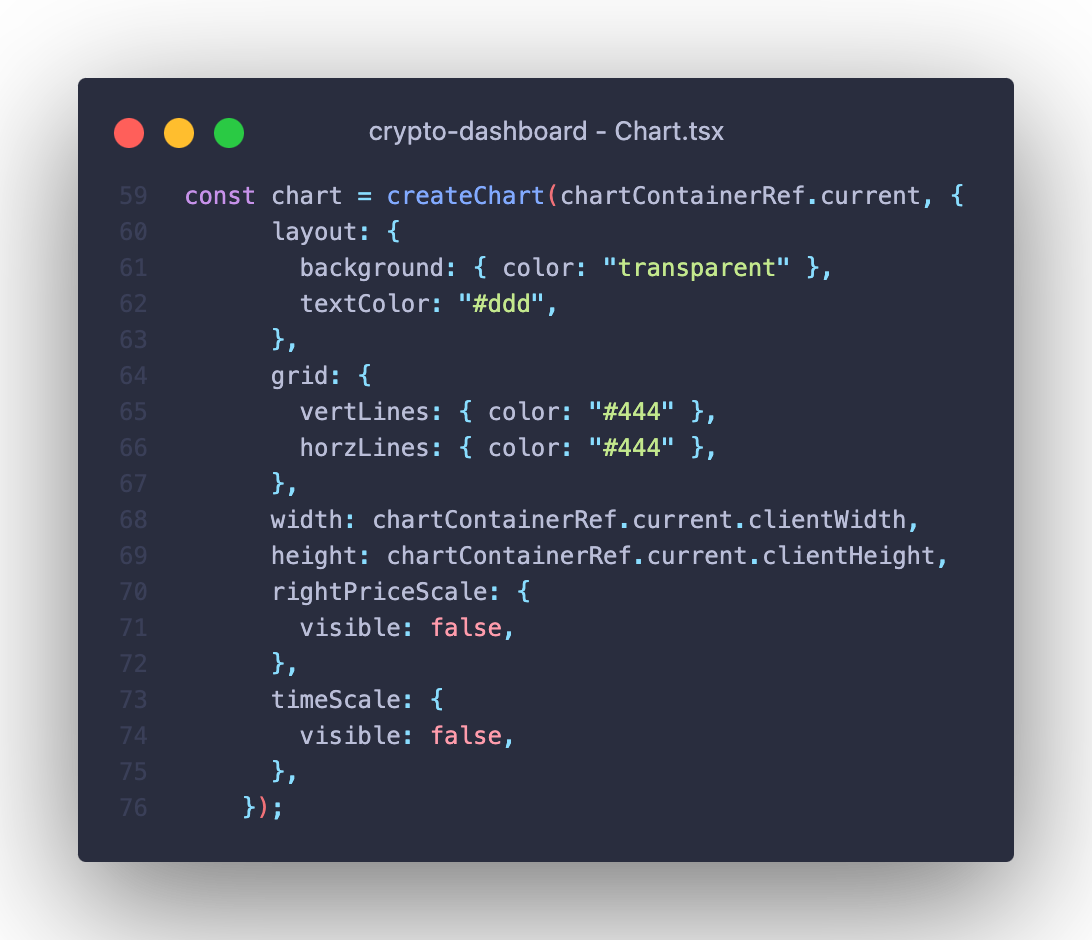 crypto-dashboard - Chart.tsx
59 const chart = createChart(chartContainerRef.current, {
60 layout: {
61 background: { color: "transparent" },
62 textColor: "#ddd",
63 },
64 grid: {
65 vertLines: { color: "#444" },
66 horzLines: { color: "#444" },
67 },
68 width: chartContainerRef.current.clientWidth,
69 height: chartContainerRef.current.clientHeight,
70 rightPriceScale: {
71 visible: false,
72 },
73 timeScale: {
74 visible: false,
75 },
76 });